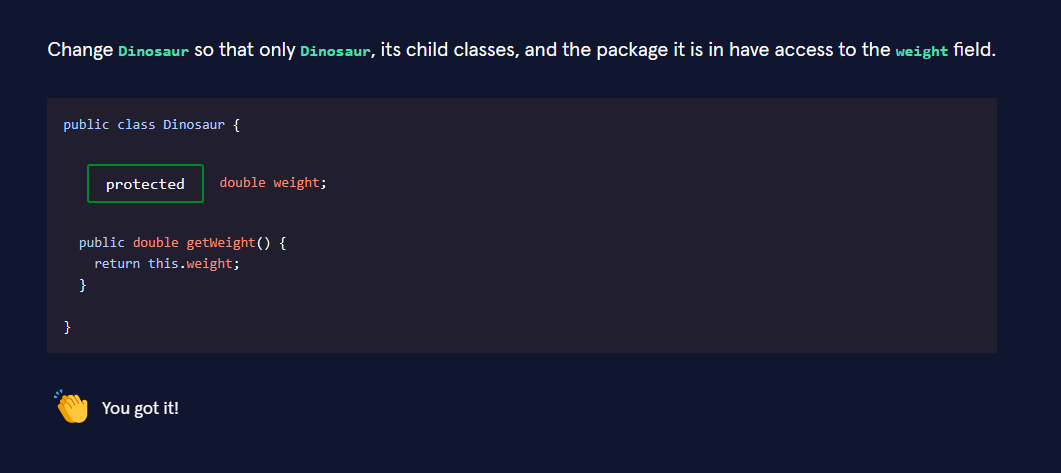 Change Dinosaur so that only Dinosaur, its child classes, and the package it is in have access to the weight field.
public class Dinosaur {
protected double weight;
public double getWeight() {
return this.weight;
}
}
You got it!